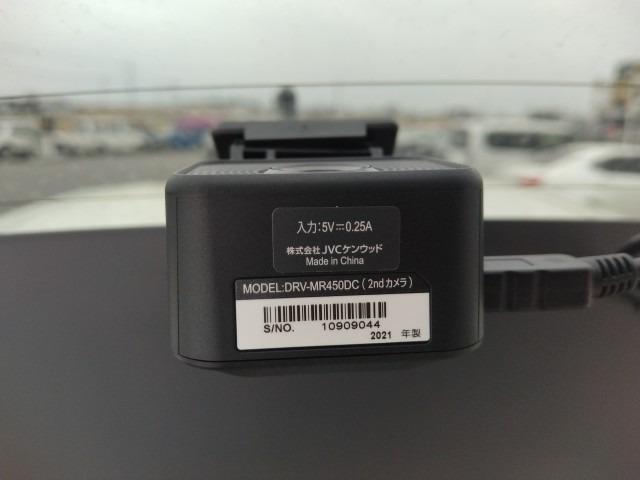 入力:5V⎓0.25A
株式会社 JVCケンウッド
Made in China
MODEL:DRV-MR450DC(2ndカメラ)
S/NO. 10909044
2021 年製